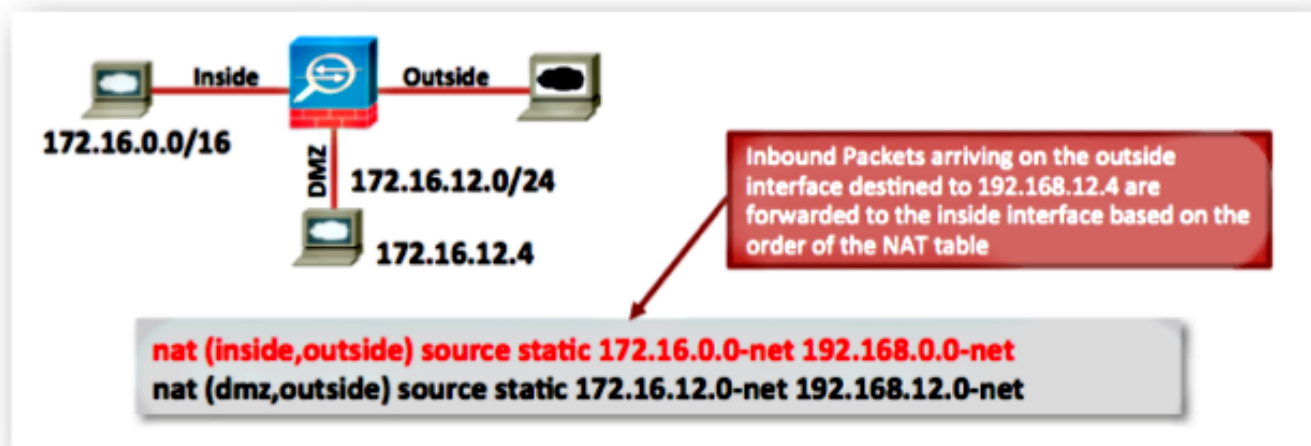 Inside
Outside
172.16.0.0/16
DMZ
172.16.12.0/24
172.16.12.4
Inbound Packets arriving on the outside
interface destined to 192.168.12.4 are
forwarded to the inside interface based on the
order of the NAT table
nat (inside,outside) source static 172.16.0.0-net 192.168.0.0-net
nat (dmz,outside) source static 172.16.12.0-net 192.168.12.0-net